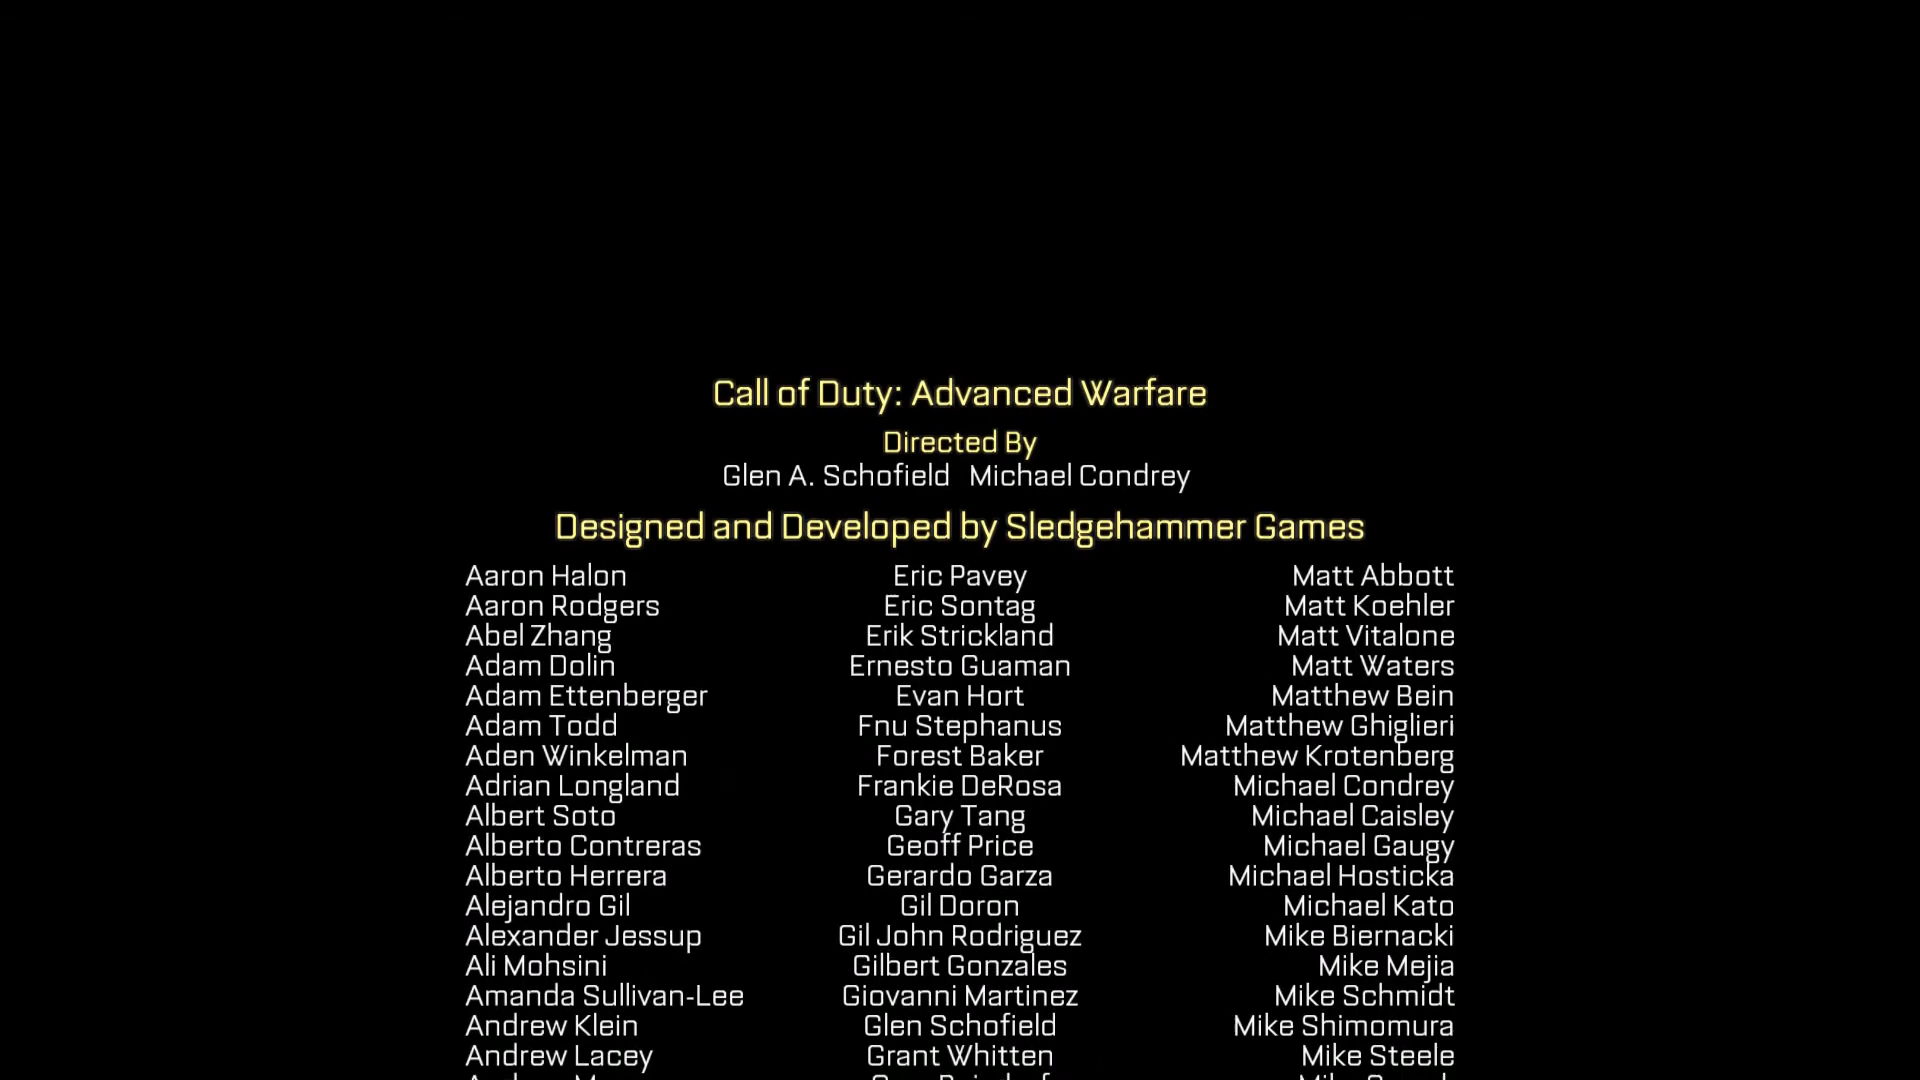 Call of Duty: Advanced Warfare
Directed By
Glen A. Schofield Michael Condrey
Designed and Developed by Sledgehammer Games
Aaron Halon Eric Pavey Matt Abbott
Aaron Rodgers Eric Sontag Matt Koehler
Abel Zhang Erik Strickland Matt Vitalone
Adam Dolin Ernesto Guaman Matt Waters
Adam Ettenberger Evan Hort Matthew Bein
Adam Todd Fnu Stephanus Matthew Ghiglieri
Aden Winkelman Forest Baker Matthew Krotenberg
Adrian Longland Frankie DeRosa Michael Condrey
Albert Soto Gary Tang Michael Caisley
Alberto Contreras Geoff Price Michael Gaugy
Alberto Herrera Gerardo Garza Michael Hosticka
Alejandro Gil Gil Doron Michael Kato
Alexander Jessup Gil John Rodriguez Mike Biernacki
Ali Mohsini Gilbert Gonzales Mike Mejia
Amanda Sullivan-Lee Giovanni Martinez Mike Schmidt
Andrew Klein Glen Schofield Mike Shimomura
Andrew Lacey Grant Whitten Mike Steele